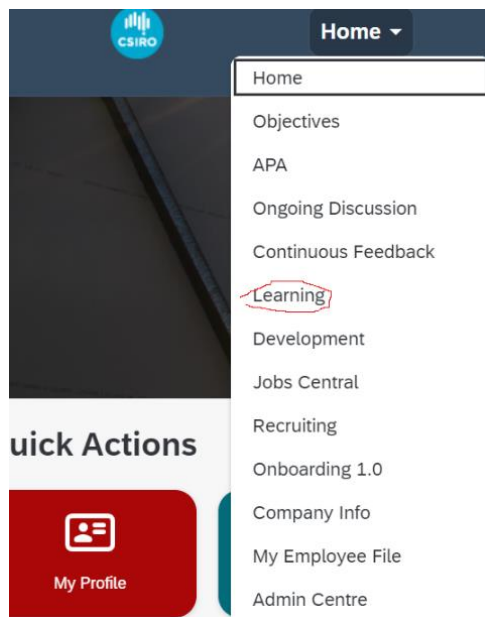 CSIRO
Home
Home
Objectives
APA
Ongoing Discussion
Continuous Feedback
Learning
Development
Jobs Central
Recruiting
Onboarding 1.0
Company Info
My Employee File
Admin Centre
uick Actions
My Profile